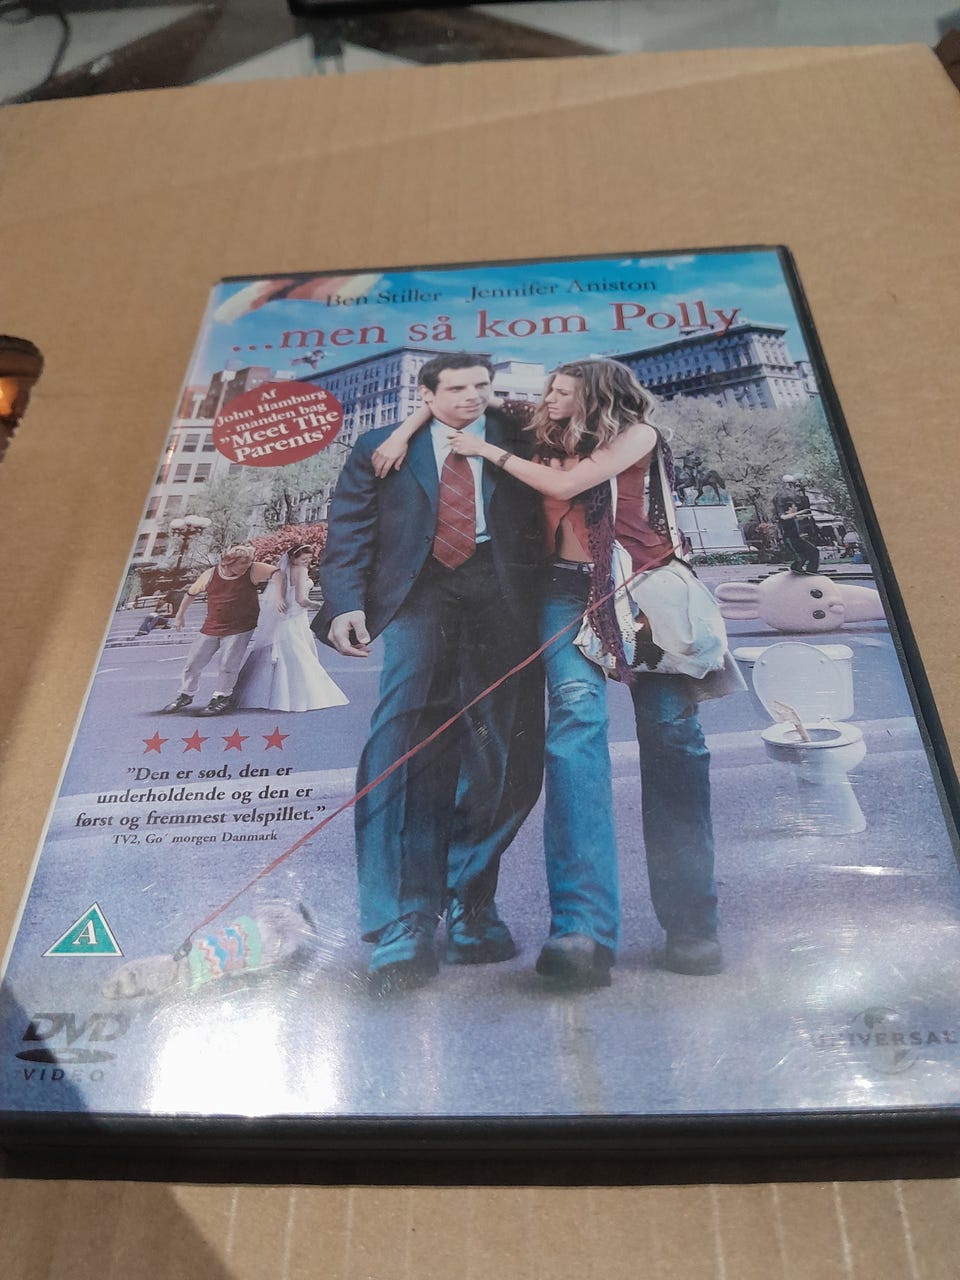 Ben Stiller Jennifer Aniston
...men så kom Polly
Af
John Hamburg
- manden bag
"Meet The
Parents"
"Den er sød, den er
underholdende og den er
først og fremmest velspillet."
TV2, Go' morgen Danmark
A
DVD
VIDEO
UNIVERSAL